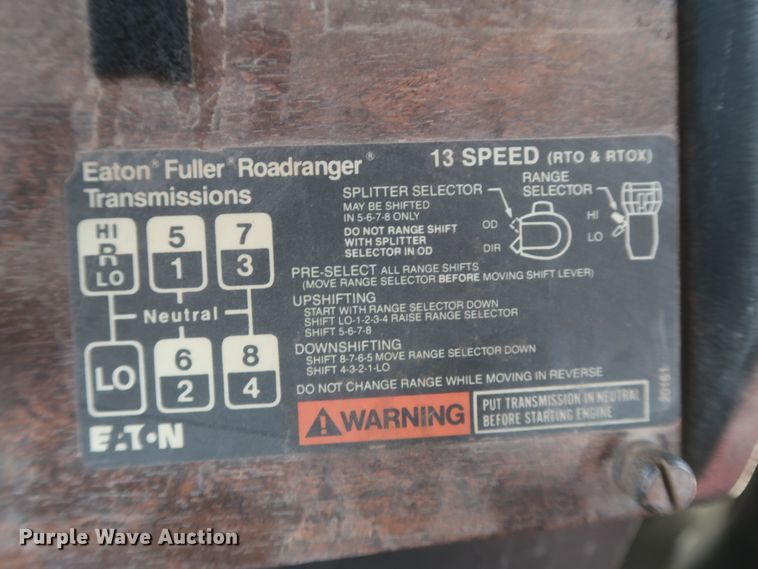 Eaton® Fuller® Roadranger®
Transmissions
13 SPEED (RTO & RTOX)
SPLITTER SELECTOR
MAY BE SHIFTED
IN 5-6-7-8 ONLY
DO NOT RANGE SHIFT
WITH SPLITTER
SELECTOR IN OD
OD
DIR
RANGE
SELECTOR
HI
LO
HI
R
LO
5
1
7
3
Neutral
LO
6
2
8
4
PRE-SELECT ALL RANGE SHIFTS
(MOVE RANGE SELECTOR BEFORE MOVING SHIFT LEVER)
UPSHIFTING
START WITH RANGE SELECTOR DOWN
SHIFT LO-1-2-3-4 RAISE RANGE SELECTOR
SHIFT 5-6-7-8
DOWNSHIFTING
SHIFT 8-7-6-5 MOVE RANGE SELECTOR DOWN
SHIFT 4-3-2-1-LO
DO NOT CHANGE RANGE WHILE MOVING IN REVERSE
EATON
WARNING
PUT TRANSMISSION IN NEUTRAL
BEFORE STARTING ENGINE
Purple Wave Auction